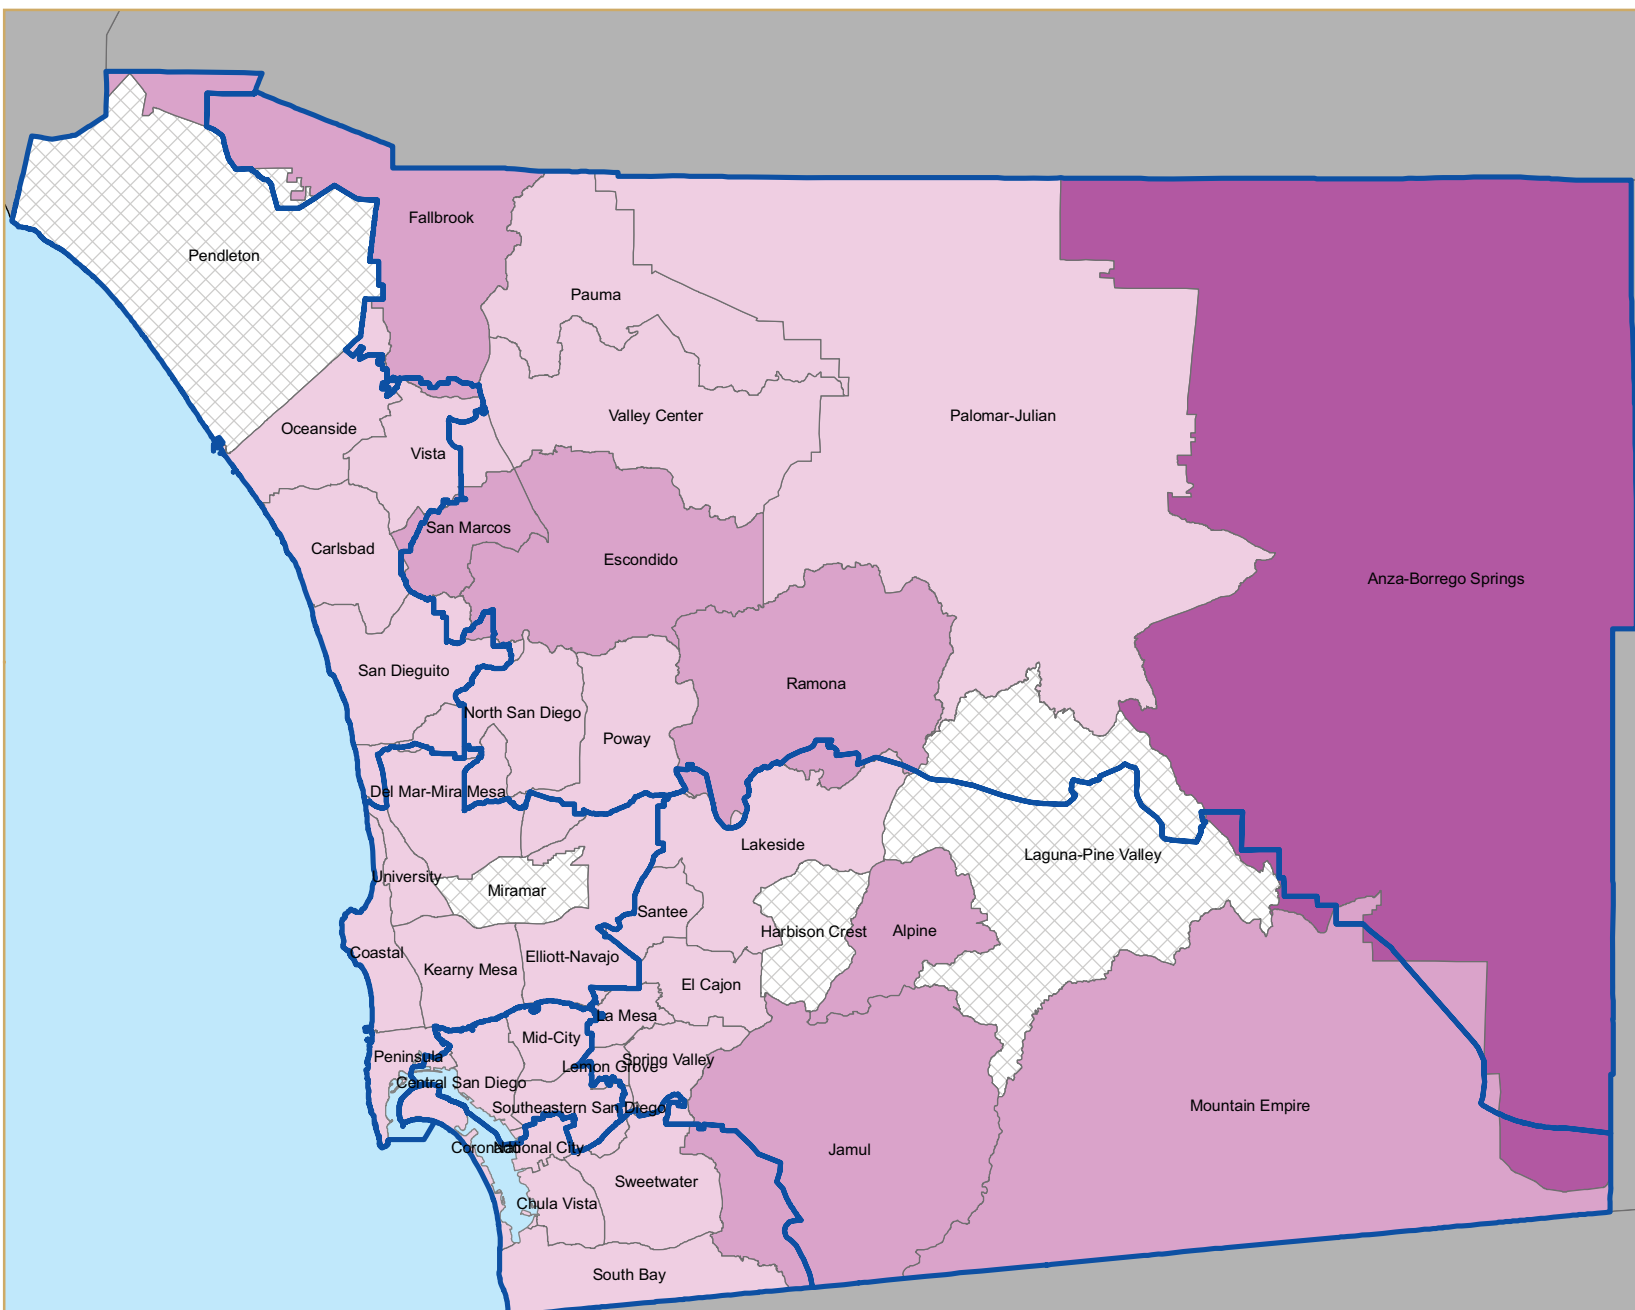 Fallbrook
Pendleton
Pauma
Valley Center
Palomar-Julian
Oceanside
Vista
San Marcos
Carlsbad
Escondido
Anza-Borrego Springs
San Dieguito
Ramona
North San Diego
Poway
Del Mar-Mira Mesa
Lakeside
Laguna-Pine Valley
University
Miramar
Santee
Harbison Crest
Alpine
Coastal
Elliott-Navajo
Kearny Mesa
El Cajon
La Mesa
Mid-City
Peninsula
Lemon Grove
Spring Valley
Central San Diego
Southeastern San Diego
Mountain Empire
Coronado
National City
Jamul
Sweetwater
Chula Vista
South Bay